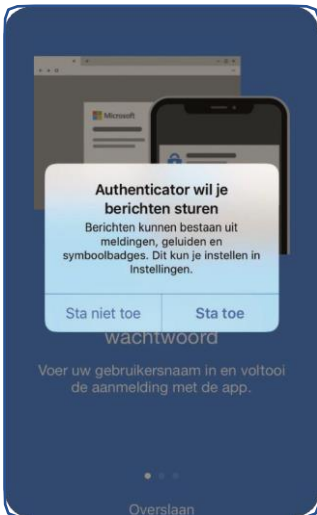 Microsoft
Authenticator wil je
berichten sturen
Berichten kunnen bestaan uit
meldingen, geluiden en
symboolbadges. Dit kun je instellen in
Instellingen.
Sta niet toe
Sta toe
wachtwoord
Voer uw gebruikersnaam in en voltooi
de aanmelding met de app.
Overslaan